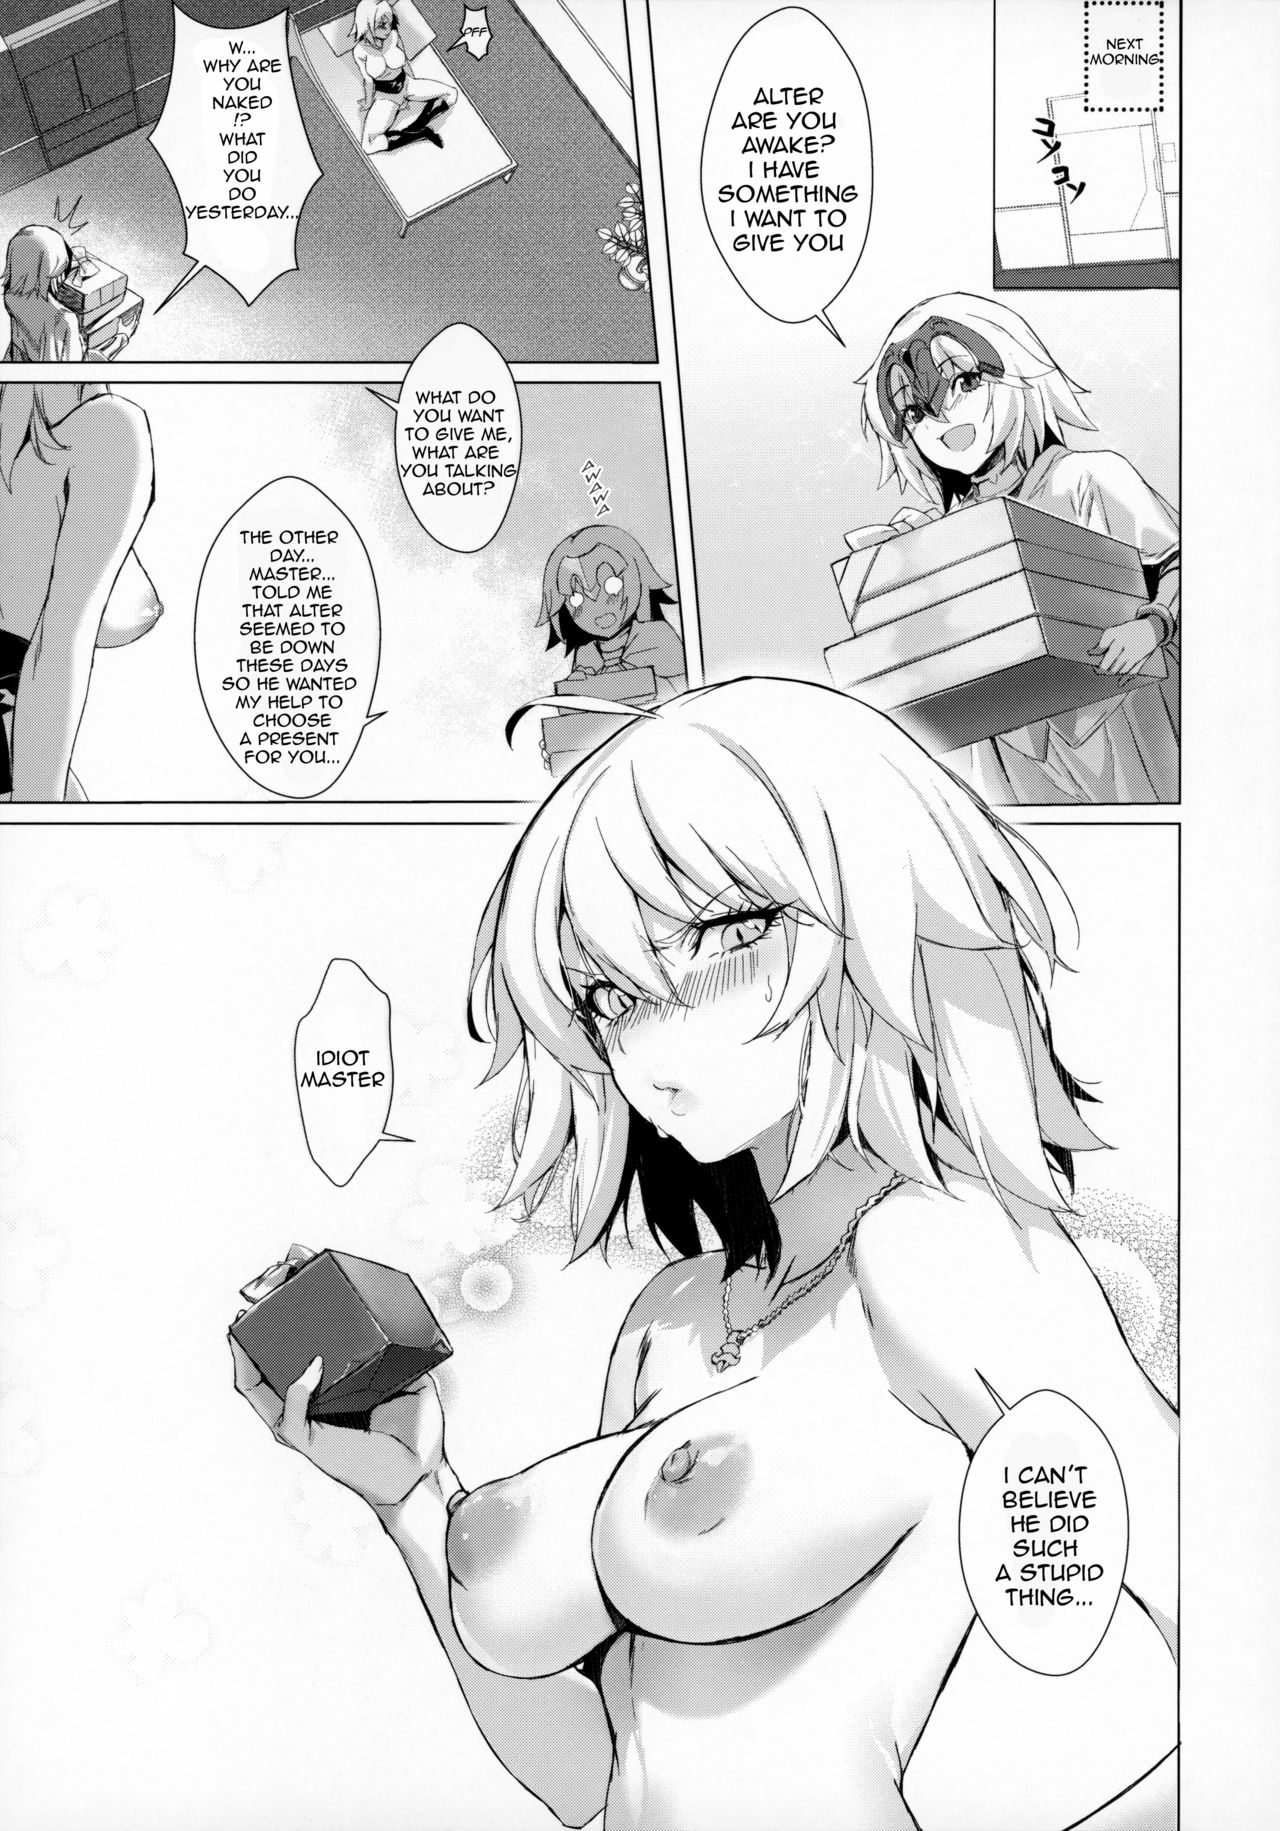 NEXT
MORNING
コン
コン
ALTER
ARE YOU
AWAKE?
I HAVE
SOMETHING
I WANT TO
GIVE YOU
OFF
W...
WHY ARE
YOU
NAKED
!?
WHAT
DID
YOU
DO
YESTERDAY...
WHAT DO
YOU WANT
TO GIVE ME,
WHAT ARE
YOU TALKING
ABOUT?
AWAWA
THE OTHER
DAY...
MASTER...
TOLD ME
THAT ALTER
SEEMED TO
BE DOWN
THESE DAYS
SO HE WANTED
MY HELP TO
CHOOSE
A PRESENT
FOR YOU...
IDIOT
MASTER
I CAN'T
BELIEVE
HE DID
SUCH
A STUPID
THING...